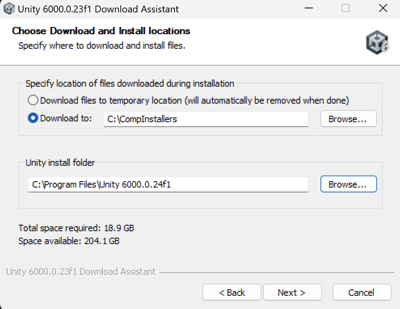 Unity 6000.0.23f1 Download Assistant
Choose Download and Install locations
Specify where to download and install files.
Specify location of files downloaded during installation
Download files to temporary location (will automatically be removed when done)
Download to: C:\CompInstallers Browse...
Unity install folder
C:\Program Files\Unity 6000.0.24f1 Browse...
Total space required: 18.9 GB
Space available: 204.1 GB
Unity 6000.0.23f1 Download Assistant
< Back Next > Cancel